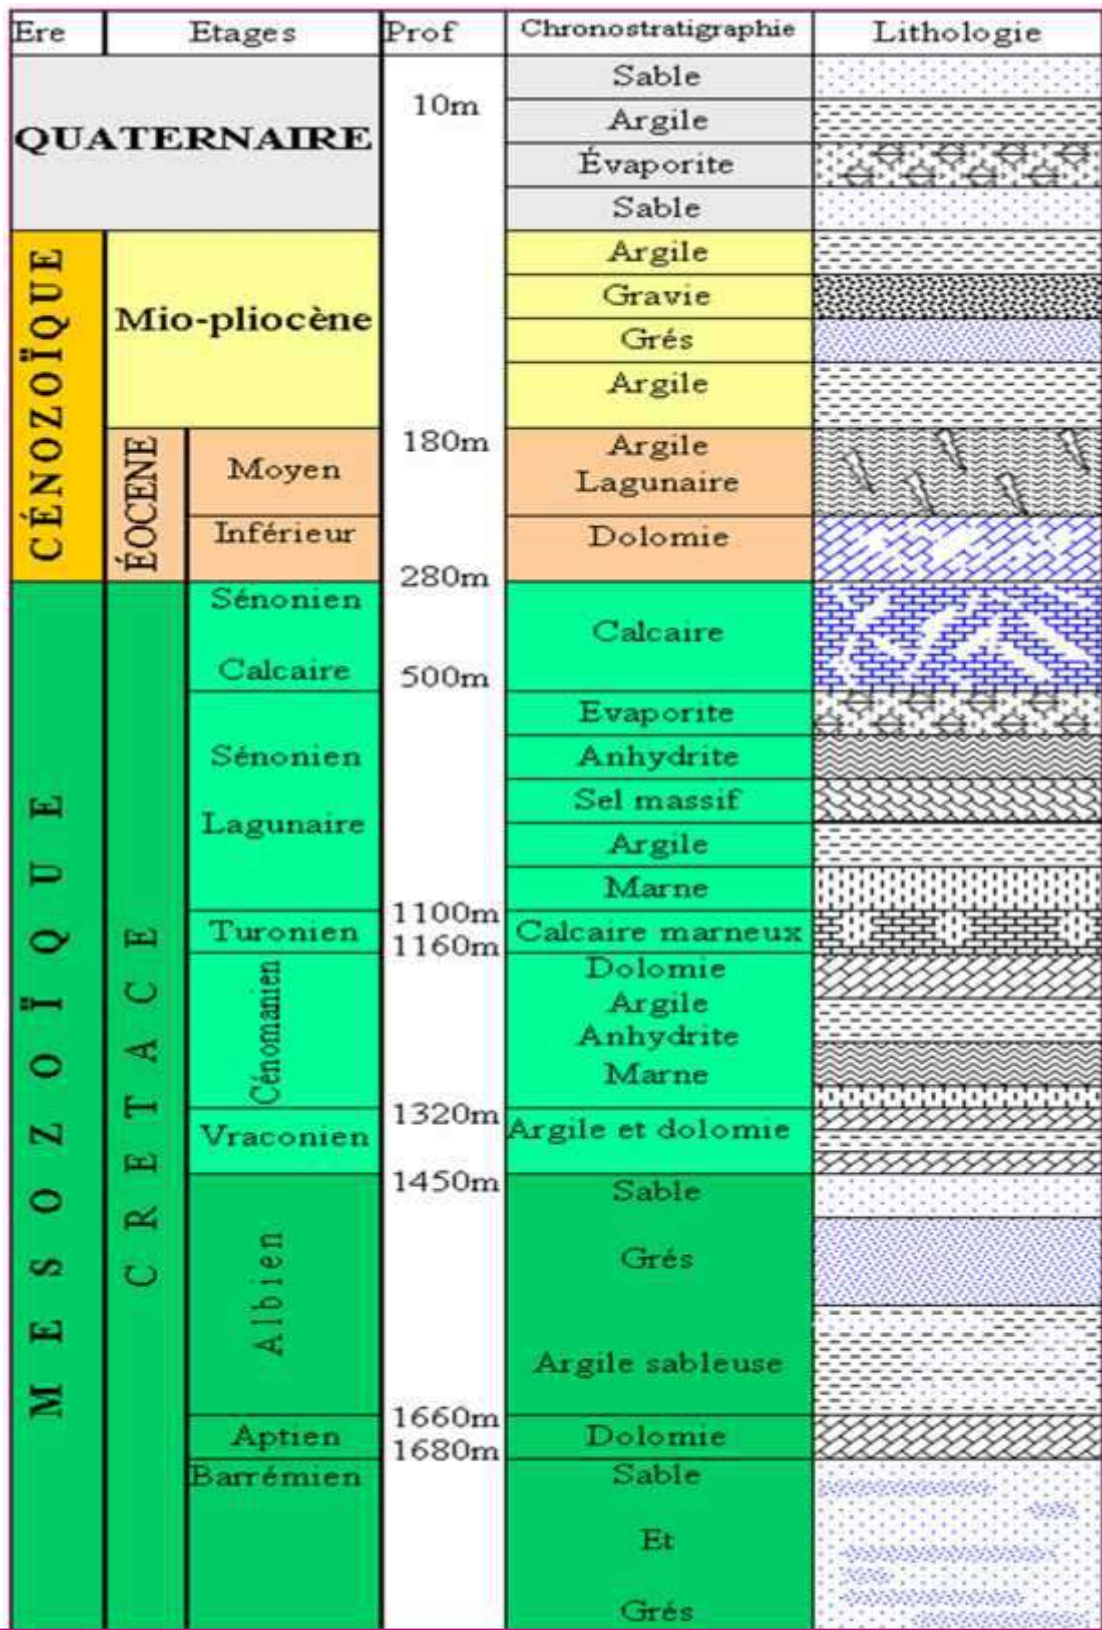 Ere Etages Prof Chronostratigraphie Lithologie
QUATERNAIRE
10m
Sable
Argile
Évaporite
Sable
CÉNOZOÏQUE
Mio-pliocène
Argile
Gravie
Grés
Argile
180m
ÉOCENE
Moyen
Argile
Lagunaire
Inférieur
Dolomie
280m
MESOZOÏQUE
CRETACE
Sénonien
Calcaire
Calcaire
500m
Sénonien
Lagunaire
Evaporite
Anhydrite
Sel massif
Argile
Marne
1100m
Turonien
Calcaire marneux
1160m
Cénomanien
Dolomie
Argile
Anhydrite
Marne
1320m
Vraconien
Argile et dolomie
1450m
Albien
Sable
Grés
Argile sableuse
1660m
Aptien
Dolomie
1680m
Barrémien
Sable
Et
Grés